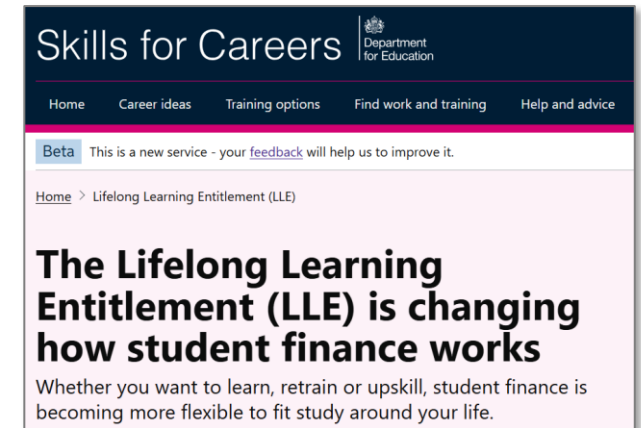 Skills for Careers
Department
for Education
Home Career ideas Training options Find work and training Help and advice
Beta This is a new service - your feedback will help us to improve it.
Home > Lifelong Learning Entitlement (LLE)
The Lifelong Learning
Entitlement (LLE) is changing
how student finance works
Whether you want to learn, retrain or upskill, student finance is
becoming more flexible to fit study around your life.